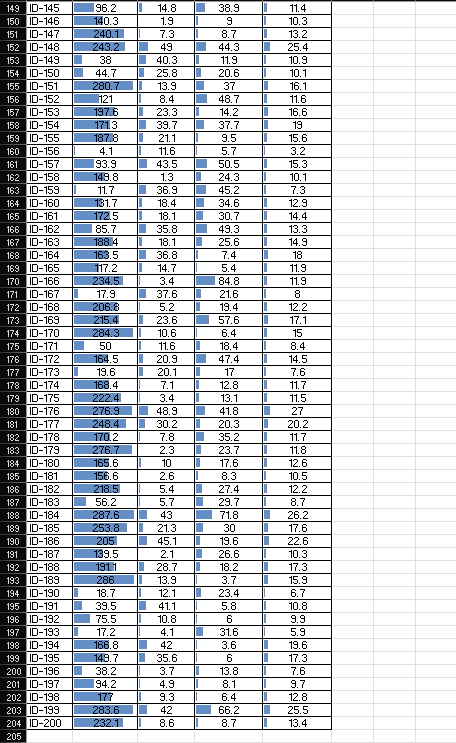 149 ID-145 96.2 14.8 38.9 11.4
150 ID-146 140.3 1.9 9 10.3
151 ID-147 240.1 7.3 8.7 13.2
152 ID-148 243.2 49 44.3 25.4
153 ID-149 38 40.3 11.9 10.9
154 ID-150 44.7 25.8 20.6 10.1
155 ID-151 280.7 13.9 37 16.1
156 ID-152 121 8.4 48.7 11.6
157 ID-153 197.6 23.3 14.2 16.6
158 ID-154 171.3 39.7 37.7 19
159 ID-155 187.8 21.1 9.5 15.6
160 ID-156 4.1 11.6 5.7 3.2
161 ID-157 93.9 43.5 50.5 15.3
162 ID-158 149.8 1.3 24.3 10.1
163 ID-159 11.7 36.9 45.2 7.3
164 ID-160 131.7 18.4 34.6 12.9
165 ID-161 172.5 18.1 30.7 14.4
166 ID-162 85.7 35.8 49.3 13.3
167 ID-163 188.4 18.1 25.6 14.9
168 ID-164 163.5 36.8 7.4 18
169 ID-165 117.2 14.7 5.4 11.9
170 ID-166 234.5 3.4 84.8 11.9
171 ID-167 17.9 37.6 21.6 8
172 ID-168 206.8 5.2 19.4 12.2
173 ID-169 215.4 23.6 57.6 17.1
174 ID-170 284.3 10.6 6.4 15
175 ID-171 50 11.6 18.4 8.4
176 ID-172 164.5 20.9 47.4 14.5
177 ID-173 19.6 20.1 17 7.6
178 ID-174 168.4 7.1 12.8 11.7
179 ID-175 222.4 3.4 13.1 11.5
180 ID-176 276.9 48.9 41.8 27
181 ID-177 248.4 30.2 20.3 20.2
182 ID-178 170.2 7.8 35.2 11.7
183 ID-179 276.7 2.3 23.7 11.8
184 ID-180 165.6 10 17.6 12.6
185 ID-181 156.6 2.6 8.3 10.5
186 ID-182 218.5 5.4 27.4 12.2
187 ID-183 56.2 5.7 29.7 8.7
188 ID-184 287.6 43 71.8 26.2
189 ID-185 253.8 21.3 30 17.6
190 ID-186 205 45.1 19.6 22.6
191 ID-187 139.5 2.1 26.6 10.3
192 ID-188 191.1 28.7 18.2 17.3
193 ID-189 286 13.9 3.7 15.9
194 ID-190 18.7 12.1 23.4 6.7
195 ID-191 39.5 41.1 5.8 10.8
196 ID-192 75.5 10.8 6 9.9
197 ID-193 17.2 4.1 31.6 5.9
198 ID-194 166.8 42 3.6 19.6
199 ID-195 149.7 35.6 6 17.3
200 ID-196 38.2 3.7 13.8 7.6
201 ID-197 94.2 4.9 8.1 9.7
202 ID-198 177 9.3 6.4 12.8
203 ID-199 283.6 42 66.2 25.5
204 ID-200 232.1 8.6 8.7 13.4
205